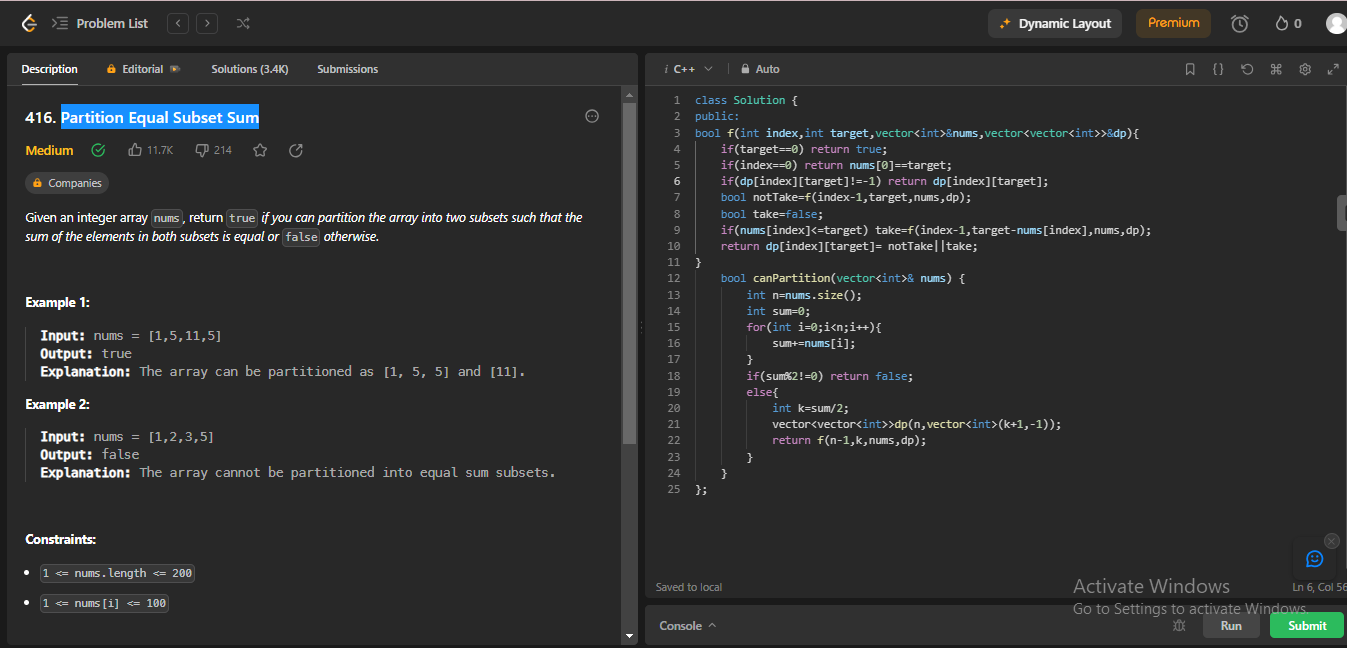 Problem List
Dynamic Layout
Premium
0
Description
Editorial
Solutions (3.4K)
Submissions
416. Partition Equal Subset Sum
Medium
11.7K
214
Companies
Given an integer array nums, return true if you can partition the array into two subsets such that the
sum of the elements in both subsets is equal or false otherwise.
Example 1:
Input: nums = [1,5,11,5]
Output: true
Explanation: The array can be partitioned as [1, 5, 5] and [11].
Example 2:
Input: nums = [1,2,3,5]
Output: false
Explanation: The array cannot be partitioned into equal sum subsets.
Constraints:
• 1 <= nums.length <= 200
• 1 <= nums[i] <= 100
i C++
Auto
1 class Solution {
2 public:
3 bool f(int index,int target,vector<int>&nums,vector<vector<int>>&dp){
4     if(target==0) return true;
5     if(index==0) return nums[0]==target;
6     if(dp[index][target]!=-1) return dp[index][target];
7     bool notTake=f(index-1,target,nums,dp);
8     bool take=false;
9     if(nums[index]<=target) take=f(index-1,target-nums[index],nums,dp);
10     return dp[index][target]= notTake||take;
11 }
12     bool canPartition(vector<int>& nums) {
13         int n=nums.size();
14         int sum=0;
15         for(int i=0;i<n;i++){
16             sum+=nums[i];
17         }
18         if(sum%2!=0) return false;
19         else{
20             int k=sum/2;
21             vector<vector<int>>dp(n,vector<int>(k+1,-1));
22             return f(n-1,k,nums,dp);
23         }
24     }
25 };
Saved to local
Ln 6, Col 56
Activate Windows
Go to Settings to activate Windows.
Console
Run
Submit